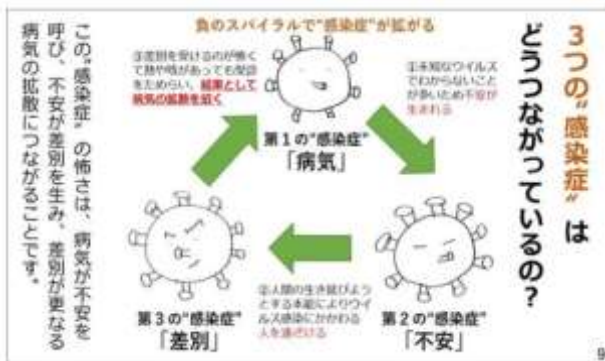 3つの"感染症"は
どうつながっているの？
負のスパイラルで"感染症"が拡がる
①未知なウイルス
でわからないこと
が多いため不安が
生まれる
第1の"感染症"
「病気」
③差別を受けるのが怖く
て熱や咳があっても受診
をためらい、結果として
病気の拡散を招く
第2の"感染症"
「不安」
②人間の生き延びよう
とする本能によりウイ
ルス感染にかかわる
人を遠ざける
第3の"感染症"
「差別」
この"感染症"の怖さは、病気が不安を
呼び、不安が差別を生み、差別が更なる
病気の拡散につながることです。
9